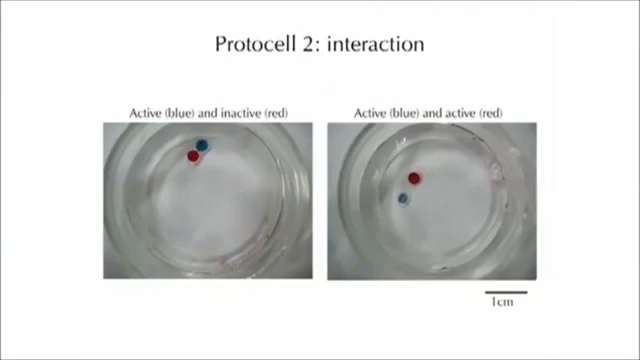 Protocell 2: interaction
Active (blue) and inactive (red)
Active (blue) and active (red)
1cm